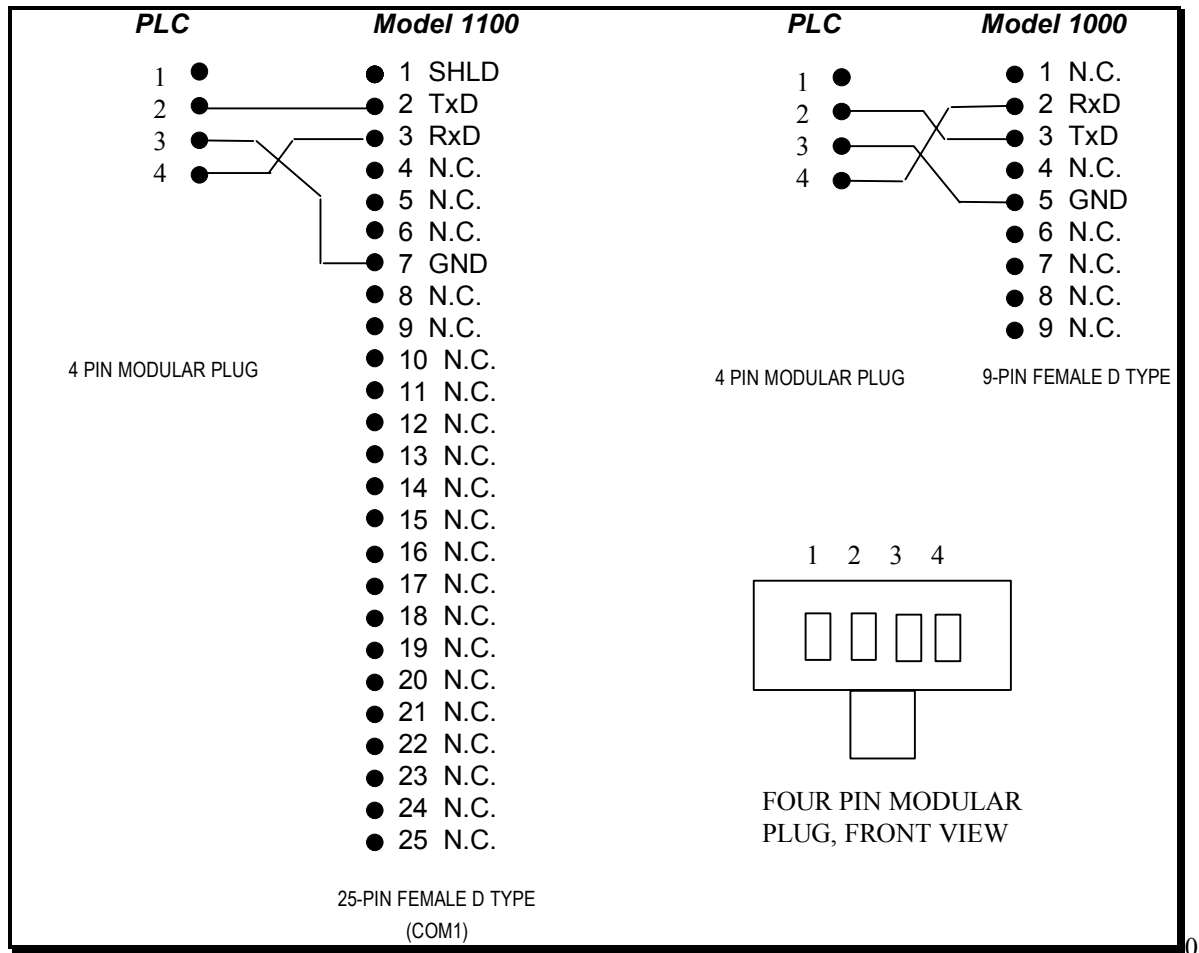 PLC Model 1100
1
2
3
4
1 SHLD
2 TxD
3 RxD
4 N.C.
5 N.C.
6 N.C.
7 GND
8 N.C.
9 N.C.
10 N.C.
11 N.C.
12 N.C.
13 N.C.
14 N.C.
15 N.C.
16 N.C.
17 N.C.
18 N.C.
19 N.C.
20 N.C.
21 N.C.
22 N.C.
23 N.C.
24 N.C.
25 N.C.
4 PIN MODULAR PLUG
25-PIN FEMALE D TYPE
(COM1)
PLC Model 1000
1
2
3
4
1 N.C.
2 RxD
3 TxD
4 N.C.
5 GND
6 N.C.
7 N.C.
8 N.C.
9 N.C.
4 PIN MODULAR PLUG
9-PIN FEMALE D TYPE
1 2 3 4
FOUR PIN MODULAR
PLUG, FRONT VIEW
0